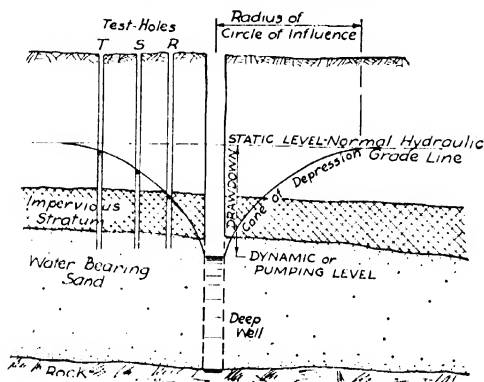 Test-Holes
T S R
Radius of
Circle of Influence
STATIC LEVEL-Normal Hydraulic
Grade Line
DRAWDOWN
Cone of Depression
Impervious
Stratum
Water Bearing
Sand
DYNAMIC or
PUMPING LEVEL
Deep
Well
Rock